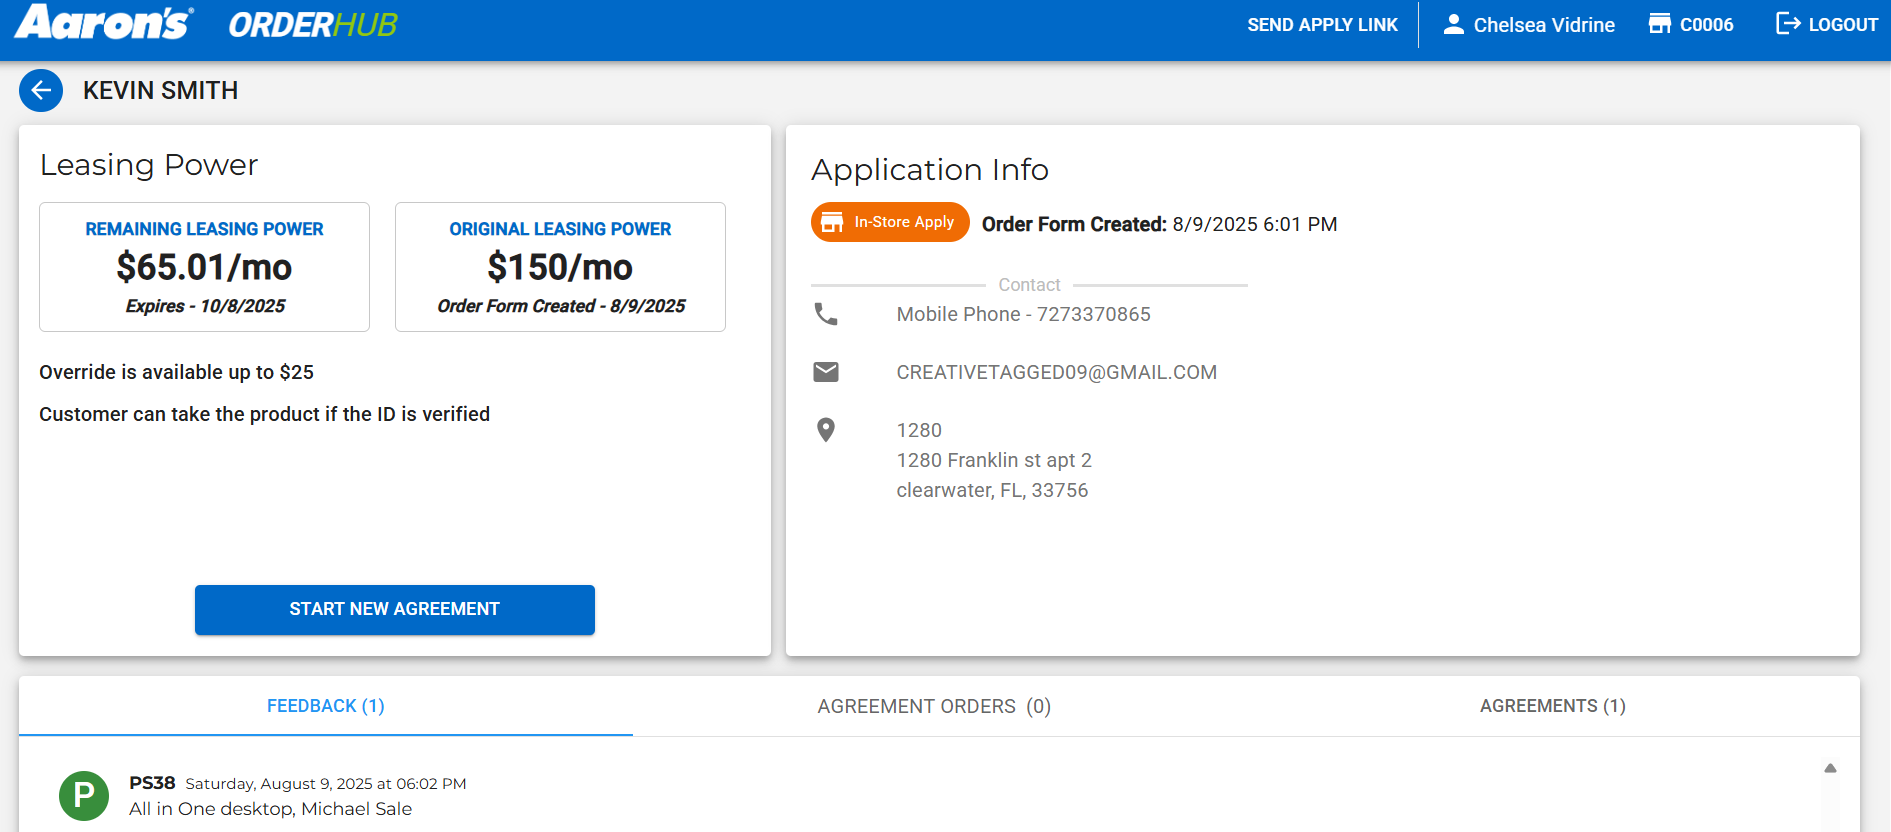 Aaron's ORDERHUB SEND APPLY LINK Chelsea Vidrine C0006 LOGOUT
KEVIN SMITH
Leasing Power
REMAINING LEASING POWER
$65.01/mo
Expires - 10/8/2025
ORIGINAL LEASING POWER
$150/mo
Order Form Created - 8/9/2025
Override is available up to $25
Customer can take the product if the ID is verified
START NEW AGREEMENT
Application Info
In-Store Apply Order Form Created: 8/9/2025 6:01 PM
Contact
Mobile Phone - 7273370865
CREATIVETAGGED09@GMAIL.COM
1280
1280 Franklin st apt 2
clearwater, FL, 33756
FEEDBACK (1) AGREEMENT ORDERS (0) AGREEMENTS (1)
P
PS38 Saturday, August 9, 2025 at 06:02 PM
All in One desktop, Michael Sale